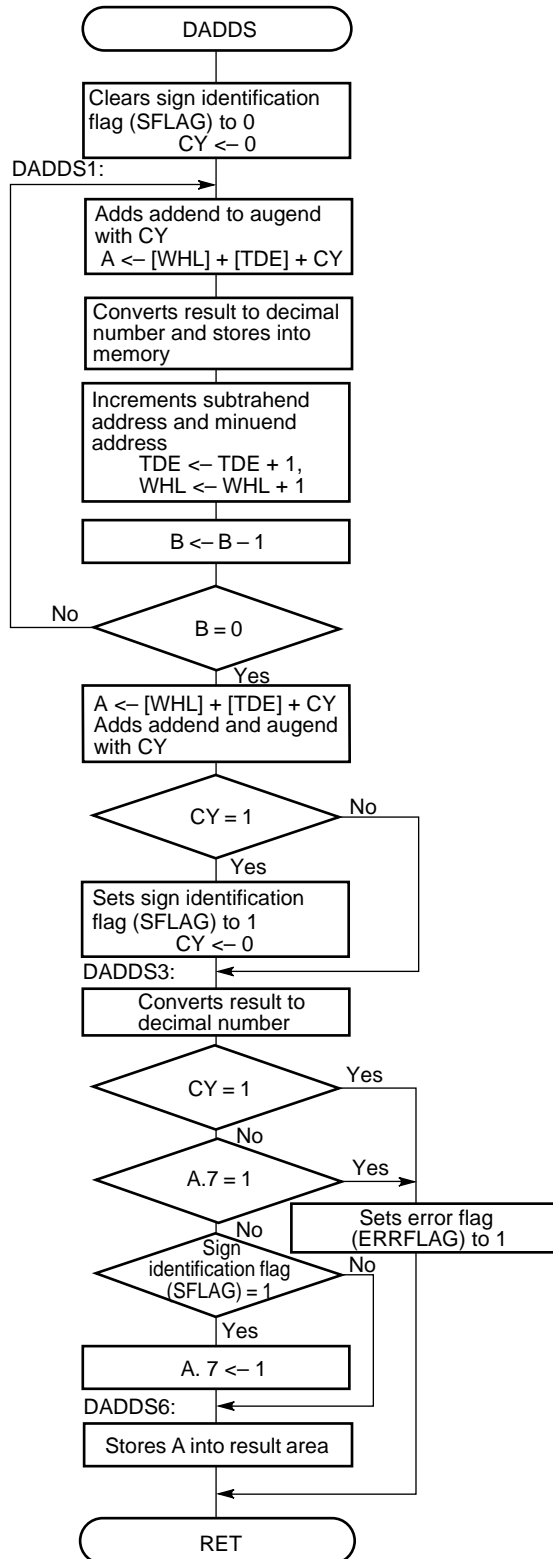 DADDS
Clears sign identification
flag (SFLAG) to 0
CY <– 0
DADDS1:
Adds addend to augend
with CY
A <– [WHL] + [TDE] + CY
Converts result to decimal
number and stores into
memory
Increments subtrahend
address and minuend
address
TDE <– TDE + 1,
WHL <– WHL + 1
B <– B – 1
No
B = 0
Yes
A <– [WHL] + [TDE] + CY
Adds addend and augend
with CY
CY = 1
No
Yes
Sets sign identification
flag (SFLAG) to 1
CY <– 0
DADDS3:
Converts result to
decimal number
CY = 1
Yes
No
A.7 = 1
Yes
No
Sets error flag
(ERRFLAG) to 1
Sign
identification flag
(SFLAG) = 1
No
Yes
A. 7 <– 1
DADDS6:
Stores A into result area
RET